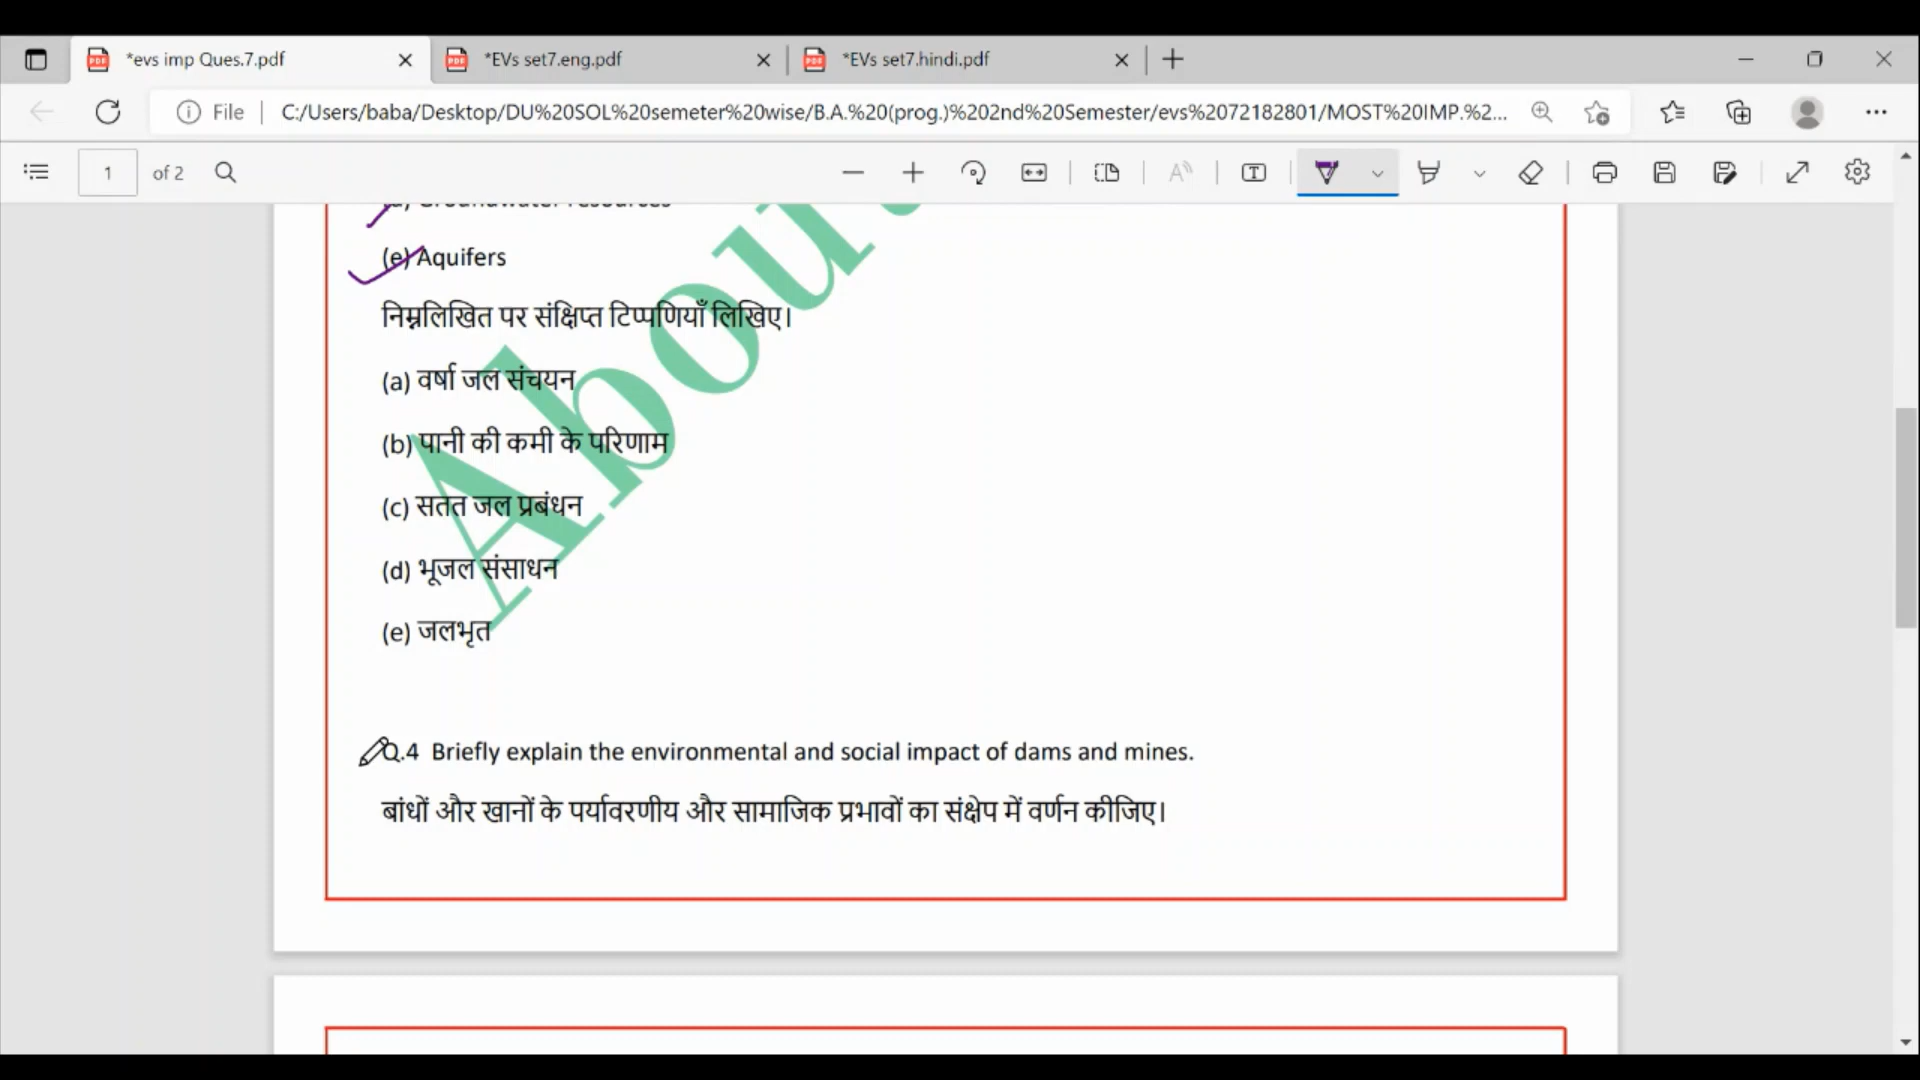 *evs imp Ques.7.pdf
*EVs set7.eng.pdf
*EVs set7.hindi.pdf
File
C:/Users/baba/Desktop/DU%20SOL%20semeter%20wise/B.A.%20(prog.)%202nd%20Semester/evs%2072182801/MOST%20IMP.%2...
1 of 2
(d) Groundwater resources
(e) Aquifers
निम्नलिखित पर संक्षिप्त टिप्पणियाँ लिखिए।
(a) वर्षा जल संचयन
(b) पानी की कमी के परिणाम
(c) सतत जल प्रबंधन
(d) भूजल संसाधन
(e) जलभृत
Q.4 Briefly explain the environmental and social impact of dams and mines.
बांधों और खानों के पर्यावरणीय और सामाजिक प्रभावों का संक्षेप में वर्णन कीजिए।